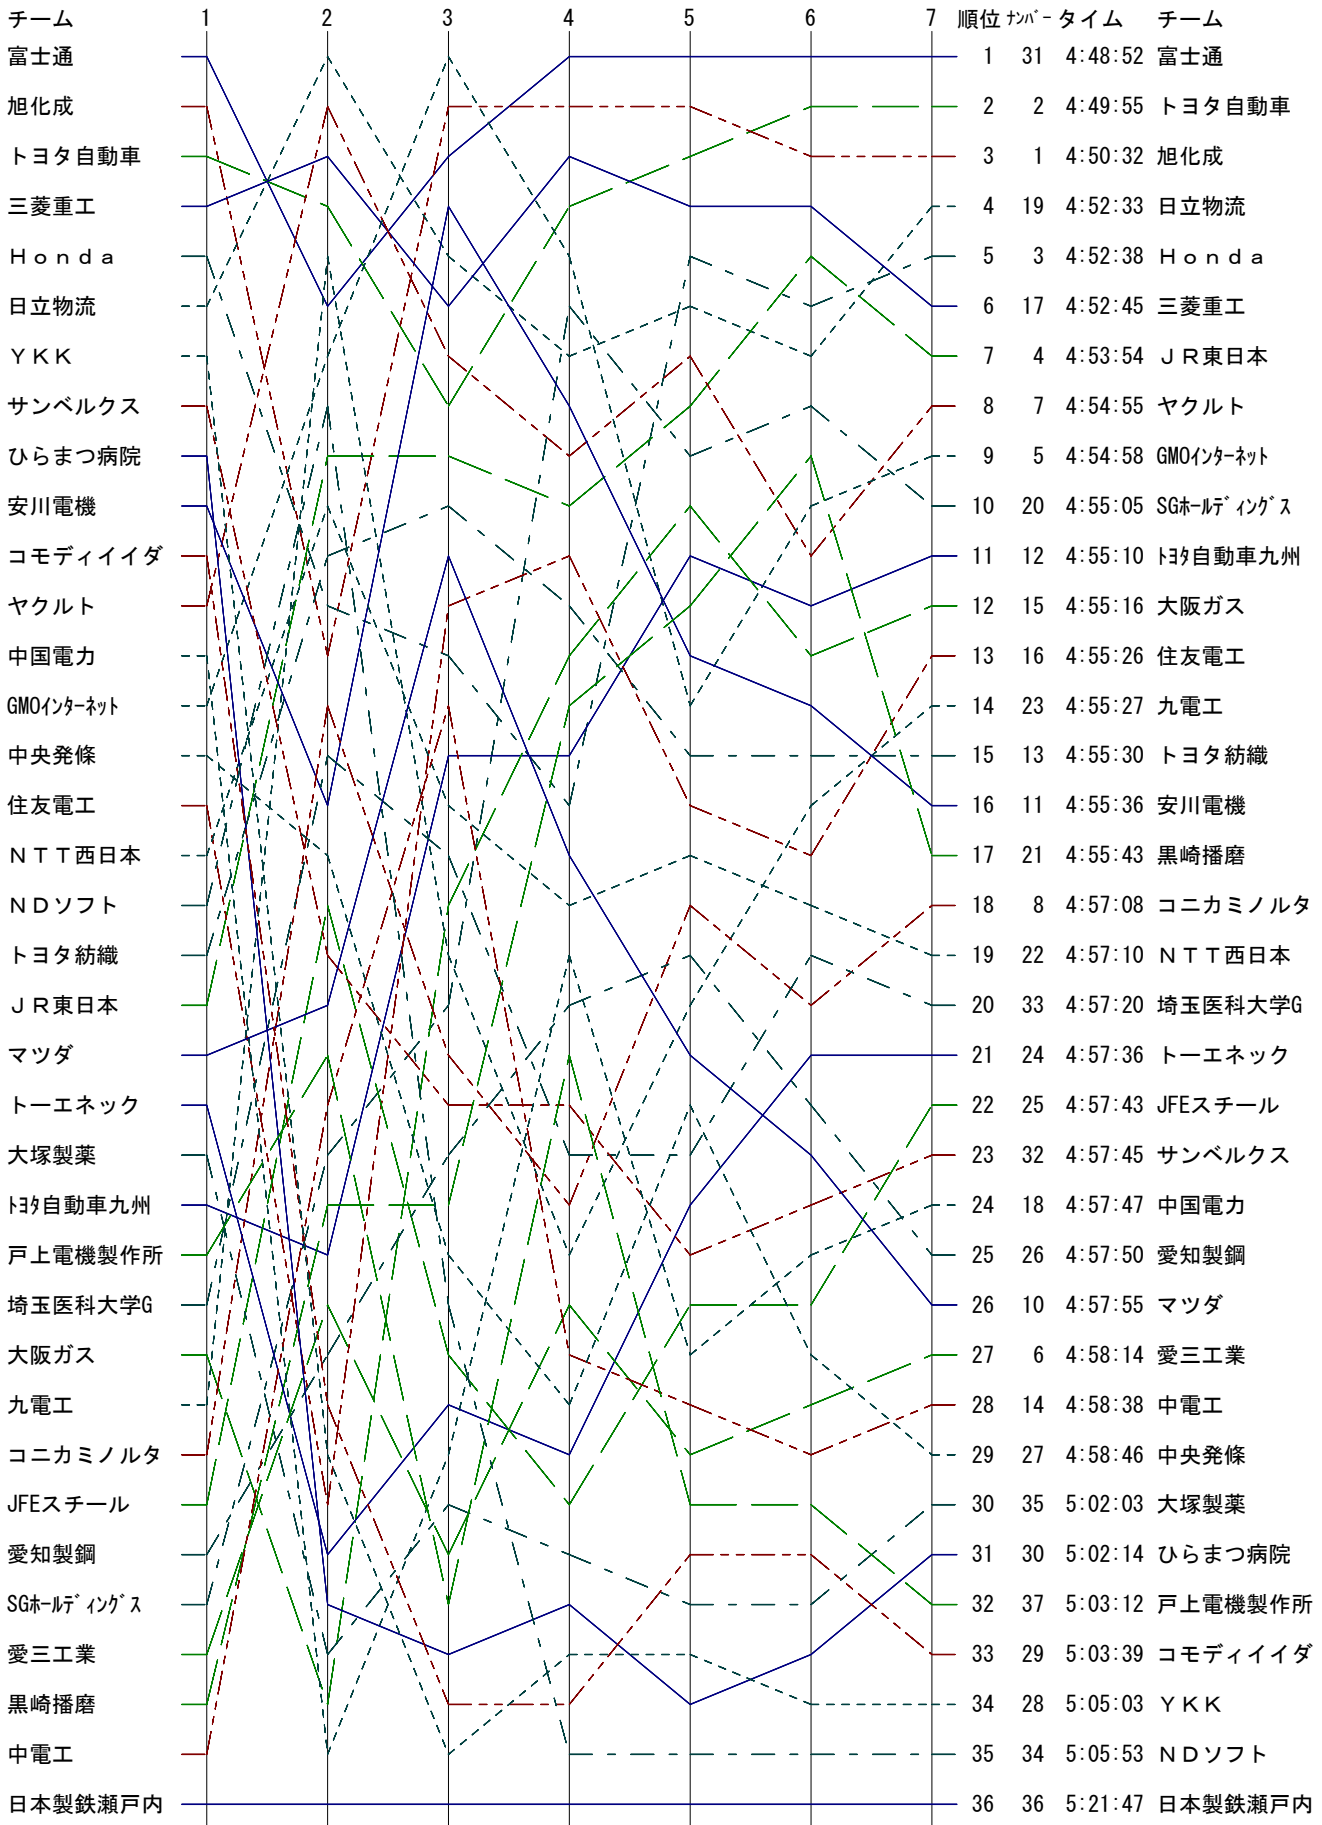 チーム 1 2 3 4 5 6 7 順位 ﾅﾝﾊﾞｰ タイム チーム
富士通 1 31 4:48:52 富士通
旭化成 2 2 4:49:55 トヨタ自動車
トヨタ自動車 3 1 4:50:32 旭化成
三菱重工 4 19 4:52:33 日立物流
Ｈｏｎｄａ 5 3 4:52:38 Ｈｏｎｄａ
日立物流 6 17 4:52:45 三菱重工
ＹＫＫ 7 4 4:53:54 ＪＲ東日本
サンベルクス 8 7 4:54:55 ヤクルト
ひらまつ病院 9 5 4:54:58 GMOｲﾝﾀｰﾈｯﾄ
安川電機 10 20 4:55:05 SGﾎｰﾙﾃﾞｨﾝｸﾞｽ
コモディイイダ 11 12 4:55:10 ﾄﾖﾀ自動車九州
ヤクルト 12 15 4:55:16 大阪ガス
中国電力 13 16 4:55:26 住友電工
GMOｲﾝﾀｰﾈｯﾄ 14 23 4:55:27 九電工
中央発條 15 13 4:55:30 トヨタ紡織
住友電工 16 11 4:55:36 安川電機
ＮＴＴ西日本 17 21 4:55:43 黒崎播磨
ＮＤソフト 18 8 4:57:08 コニカミノルタ
トヨタ紡織 19 22 4:57:10 ＮＴＴ西日本
ＪＲ東日本 20 33 4:57:20 埼玉医科大学G
マツダ 21 24 4:57:36 トーエネック
トーエネック 22 25 4:57:43 JFEスチール
大塚製薬 23 32 4:57:45 サンベルクス
ﾄﾖﾀ自動車九州 24 18 4:57:47 中国電力
戸上電機製作所 25 26 4:57:50 愛知製鋼
埼玉医科大学G 26 10 4:57:55 マツダ
大阪ガス 27 6 4:58:14 愛三工業
九電工 28 14 4:58:38 中電工
コニカミノルタ 29 27 4:58:46 中央発條
JFEスチール 30 35 5:02:03 大塚製薬
愛知製鋼 31 30 5:02:14 ひらまつ病院
SGﾎｰﾙﾃﾞｨﾝｸﾞｽ 32 37 5:03:12 戸上電機製作所
愛三工業 33 29 5:03:39 コモディイイダ
黒崎播磨 34 28 5:05:03 ＹＫＫ
中電工 35 34 5:05:53 ＮＤソフト
日本製鉄瀬戸内 36 36 5:21:47 日本製鉄瀬戸内